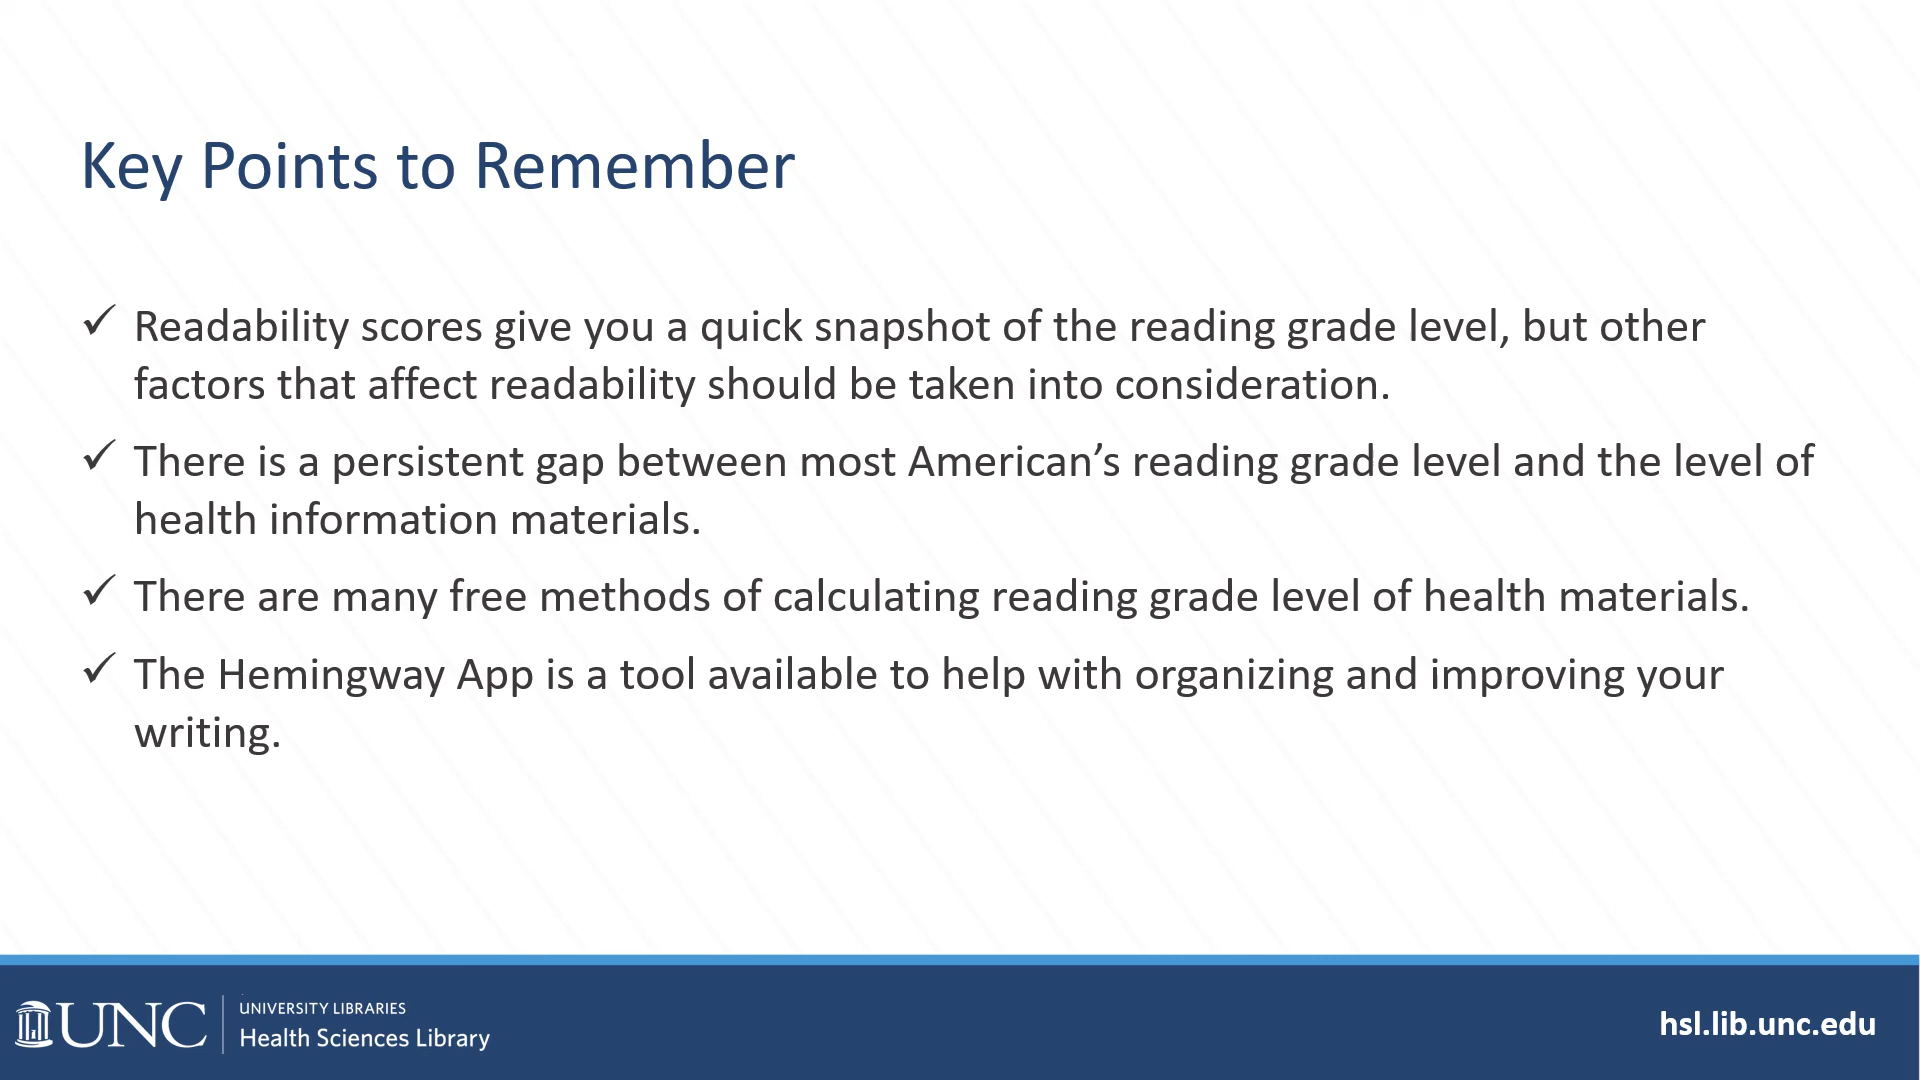 Key Points to Remember
✓ Readability scores give you a quick snapshot of the reading grade level, but other
factors that affect readability should be taken into consideration.
✓ There is a persistent gap between most American’s reading grade level and the level of
health information materials.
✓ There are many free methods of calculating reading grade level of health materials.
✓ The Hemingway App is a tool available to help with organizing and improving your
writing.
UNC
UNIVERSITY LIBRARIES
Health Sciences Library
hsl.lib.unc.edu